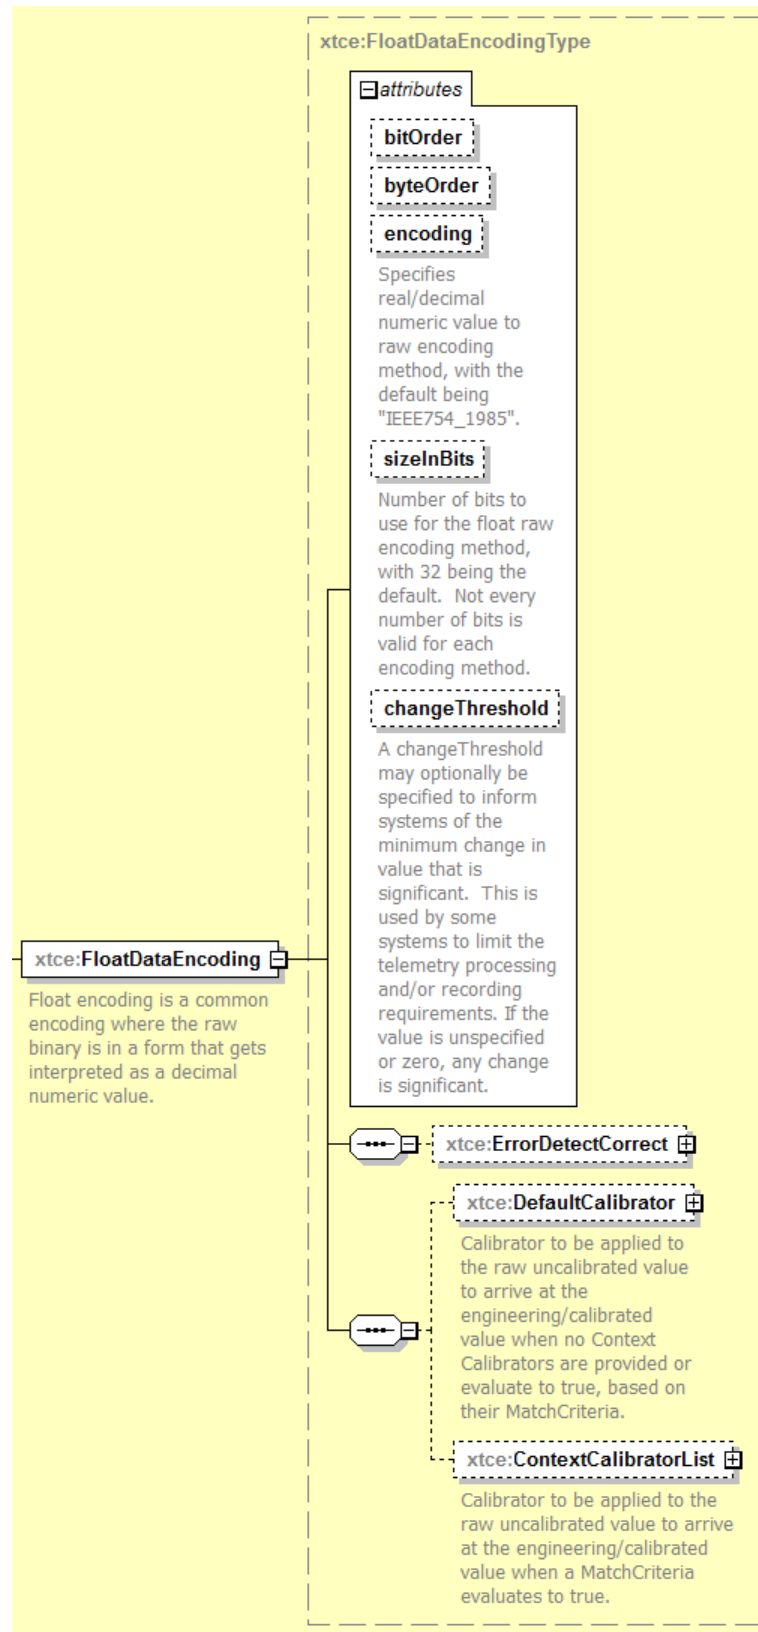 xtce:FloatDataEncodingType
attributes
bitOrder
byteOrder
encoding
Specifies
real/decimal
numeric value to
raw encoding
method, with the
default being
"IEEE754_1985".
sizeInBits
Number of bits to
use for the float raw
encoding method,
with 32 being the
default.  Not every
number of bits is
valid for each
encoding method.
changeThreshold
A changeThreshold
may optionally be
specified to inform
systems of the
minimum change in
value that is
significant.  This is
used by some
systems to limit the
telemetry processing
and/or recording
requirements. If the
value is unspecified
or zero, any change
is significant.
xtce:FloatDataEncoding
Float encoding is a common
encoding where the raw
binary is in a form that gets
interpreted as a decimal
numeric value.
xtce:ErrorDetectCorrect
xtce:DefaultCalibrator
Calibrator to be applied to
the raw uncalibrated value
to arrive at the
engineering/calibrated
value when no Context
Calibrators are provided or
evaluate to true, based on
their MatchCriteria.
xtce:ContextCalibratorList
Calibrator to be applied to the
raw uncalibrated value to arrive
at the engineering/calibrated
value when a MatchCriteria
evaluates to true.